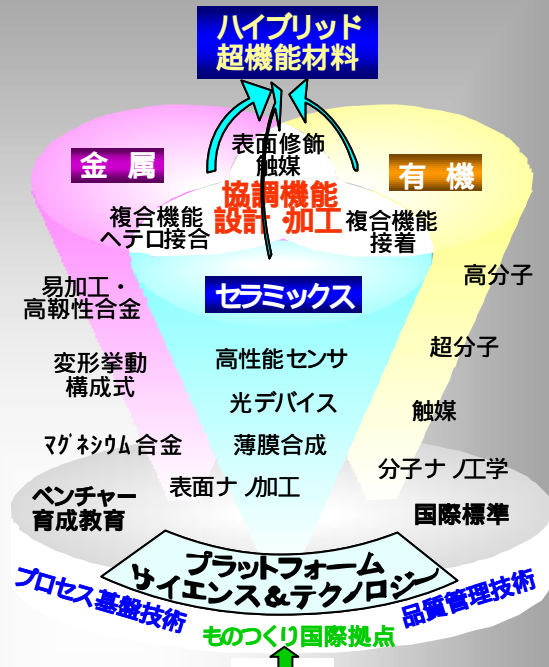 ハイブリッド
超機能材料
表面修飾
触媒
金 属
有 機
協調機能
設計・加工
複合機能
ヘテロ接合
複合機能
接着
高分子
易加工・
高靱性合金
セラミックス
超分子
変形挙動
構成式
高性能センサ
光デバイス
触媒
マグネシウム合金
薄膜合成
分子ナノ工学
表面ナノ加工
ベンチャー
育成教育
国際標準
プラットフォーム
サイエンス&テクノロジー
プロセス基盤技術
品質管理技術
ものつくり国際拠点